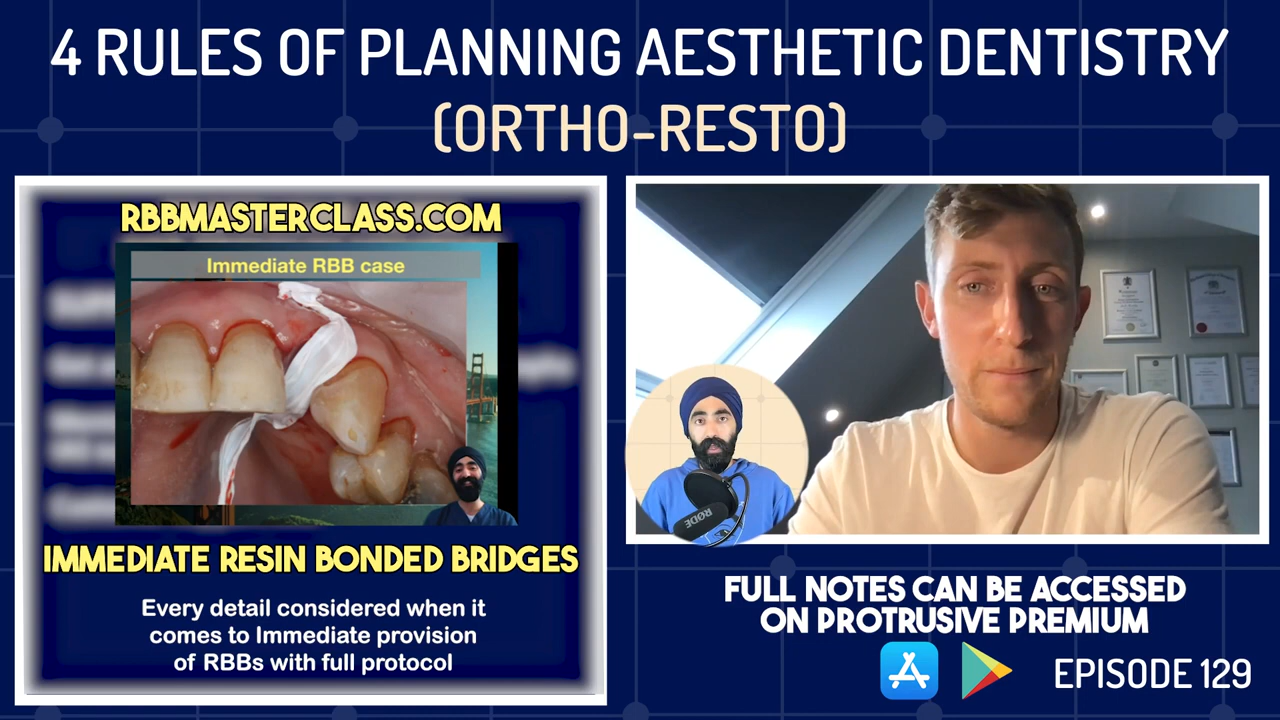 4 RULES OF PLANNING AESTHETIC DENTISTRY
(ORTHO-RESTO)
RBBMASTERCLASS.COM
Immediate RBB case
IMMEDIATE RESIN BONDED BRIDGES
Every detail considered when it
comes to Immediate provision
of RBBs with full protocol
RØDE
FULL NOTES CAN BE ACCESSED
ON PROTRUSIVE PREMIUM
EPISODE 129